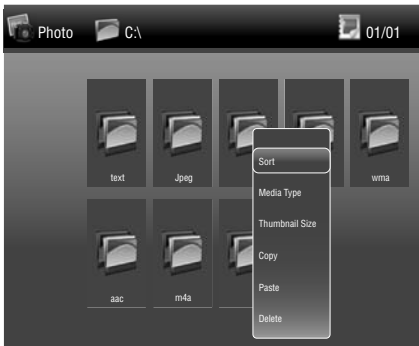 Photo C:\ 01/01
text Jpeg wma
Sort
Media Type
Thumbnail Size
Copy
Paste
Delete
aac m4a